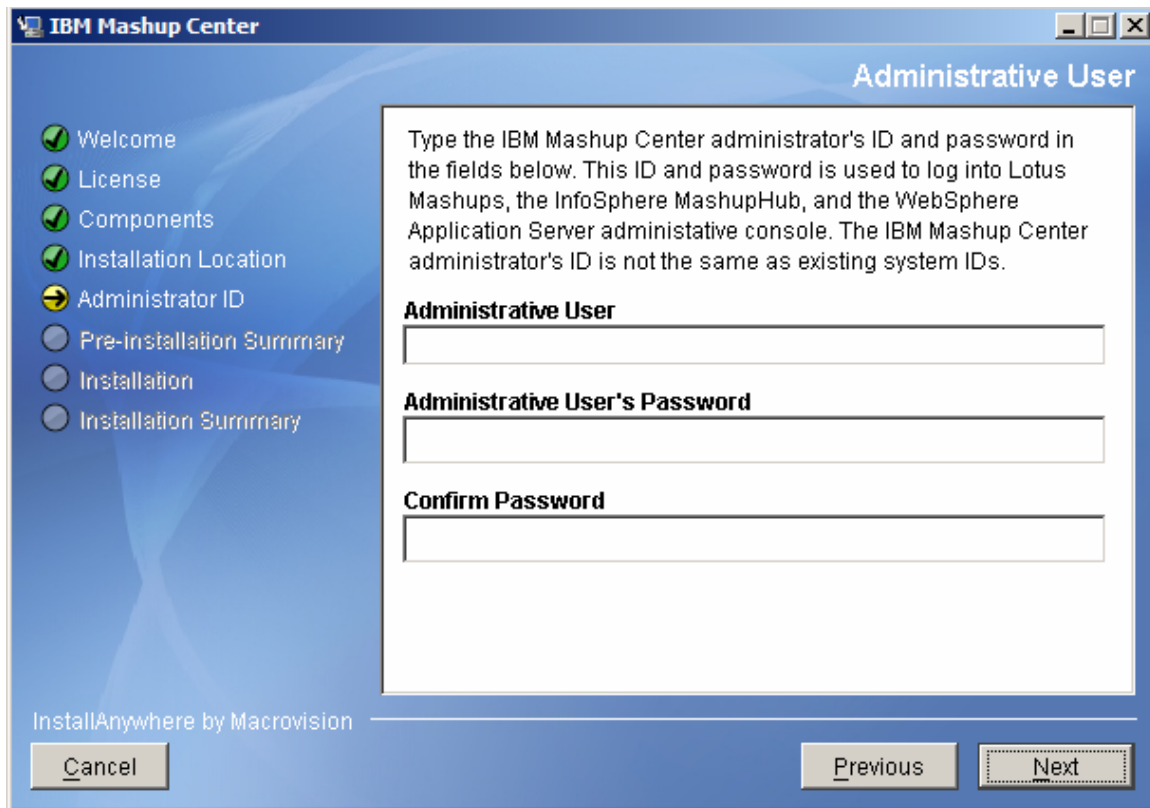 IBM Mashup Center
Administrative User
Welcome
License
Components
Installation Location
Administrator ID
Pre-installation Summary
Installation
Installation Summary
Type the IBM Mashup Center administrator's ID and password in
the fields below. This ID and password is used to log into Lotus
Mashups, the InfoSphere MashupHub, and the WebSphere
Application Server administative console. The IBM Mashup Center
administrator's ID is not the same as existing system IDs.
Administrative User
Administrative User's Password
Confirm Password
InstallAnywhere by Macrovision
Cancel
Previous
Next